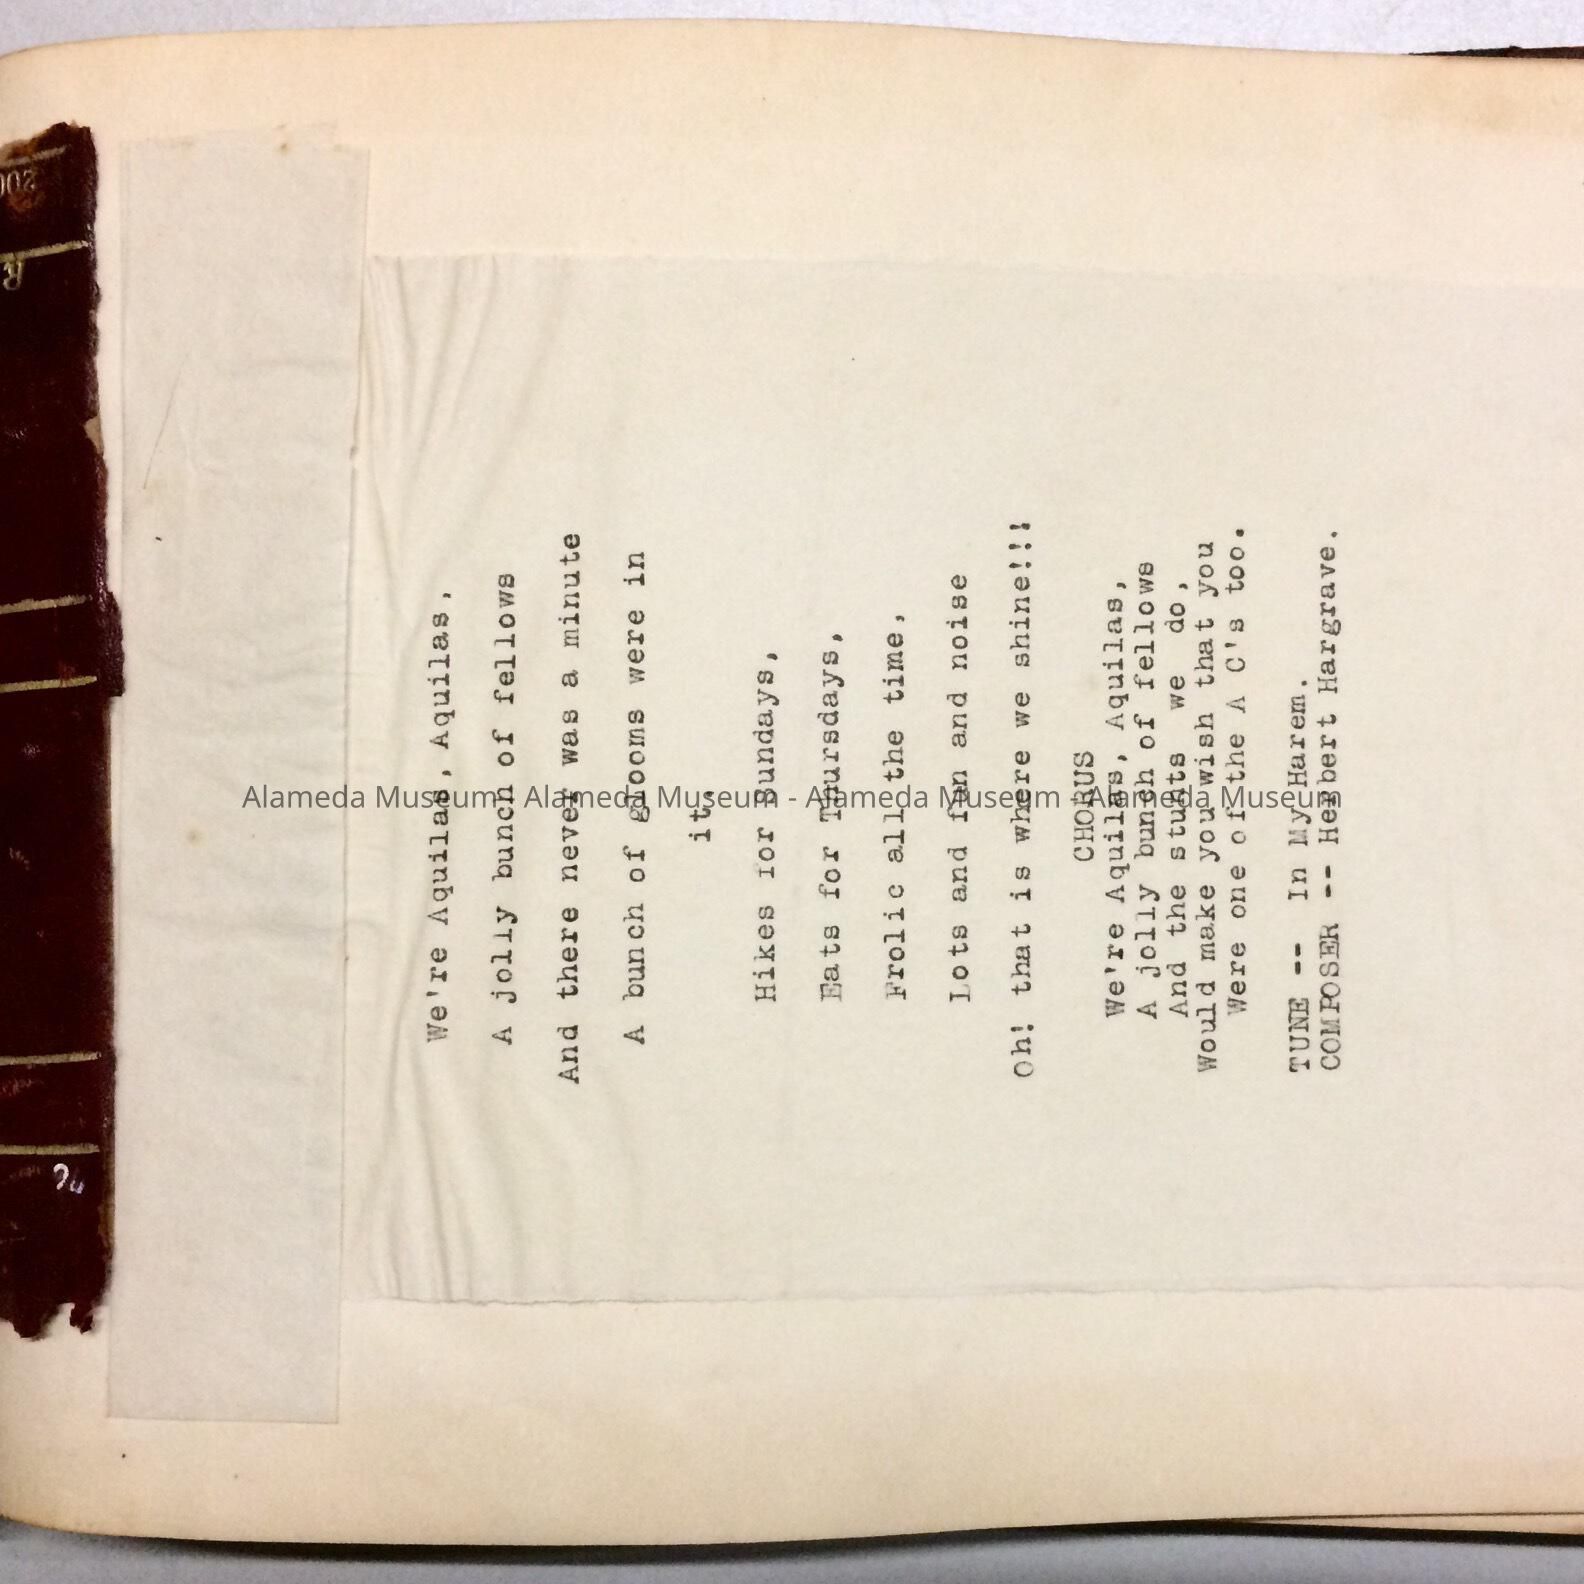 We're Aquilas, Aquilas,
A jolly bunch of fellows
And there never was a minute
A bunch of glooms were in
it.
Hikes for Sundays,
Eats for Thursdays,
Frolic all the time,
Lots and fun and noise
Oh! that is where we shine!!!
CHORUS
We're Aquilas, Aquilas,
A jolly bunch of fellows
And the stunts we do,
Would make you wish that you
Were one of the A C's too.
TUNE -- In My Harem.
COMPOSER -- Herbert Hargrave.
Alameda Museum - Alameda Museum - Alameda Museum - Alameda Museum